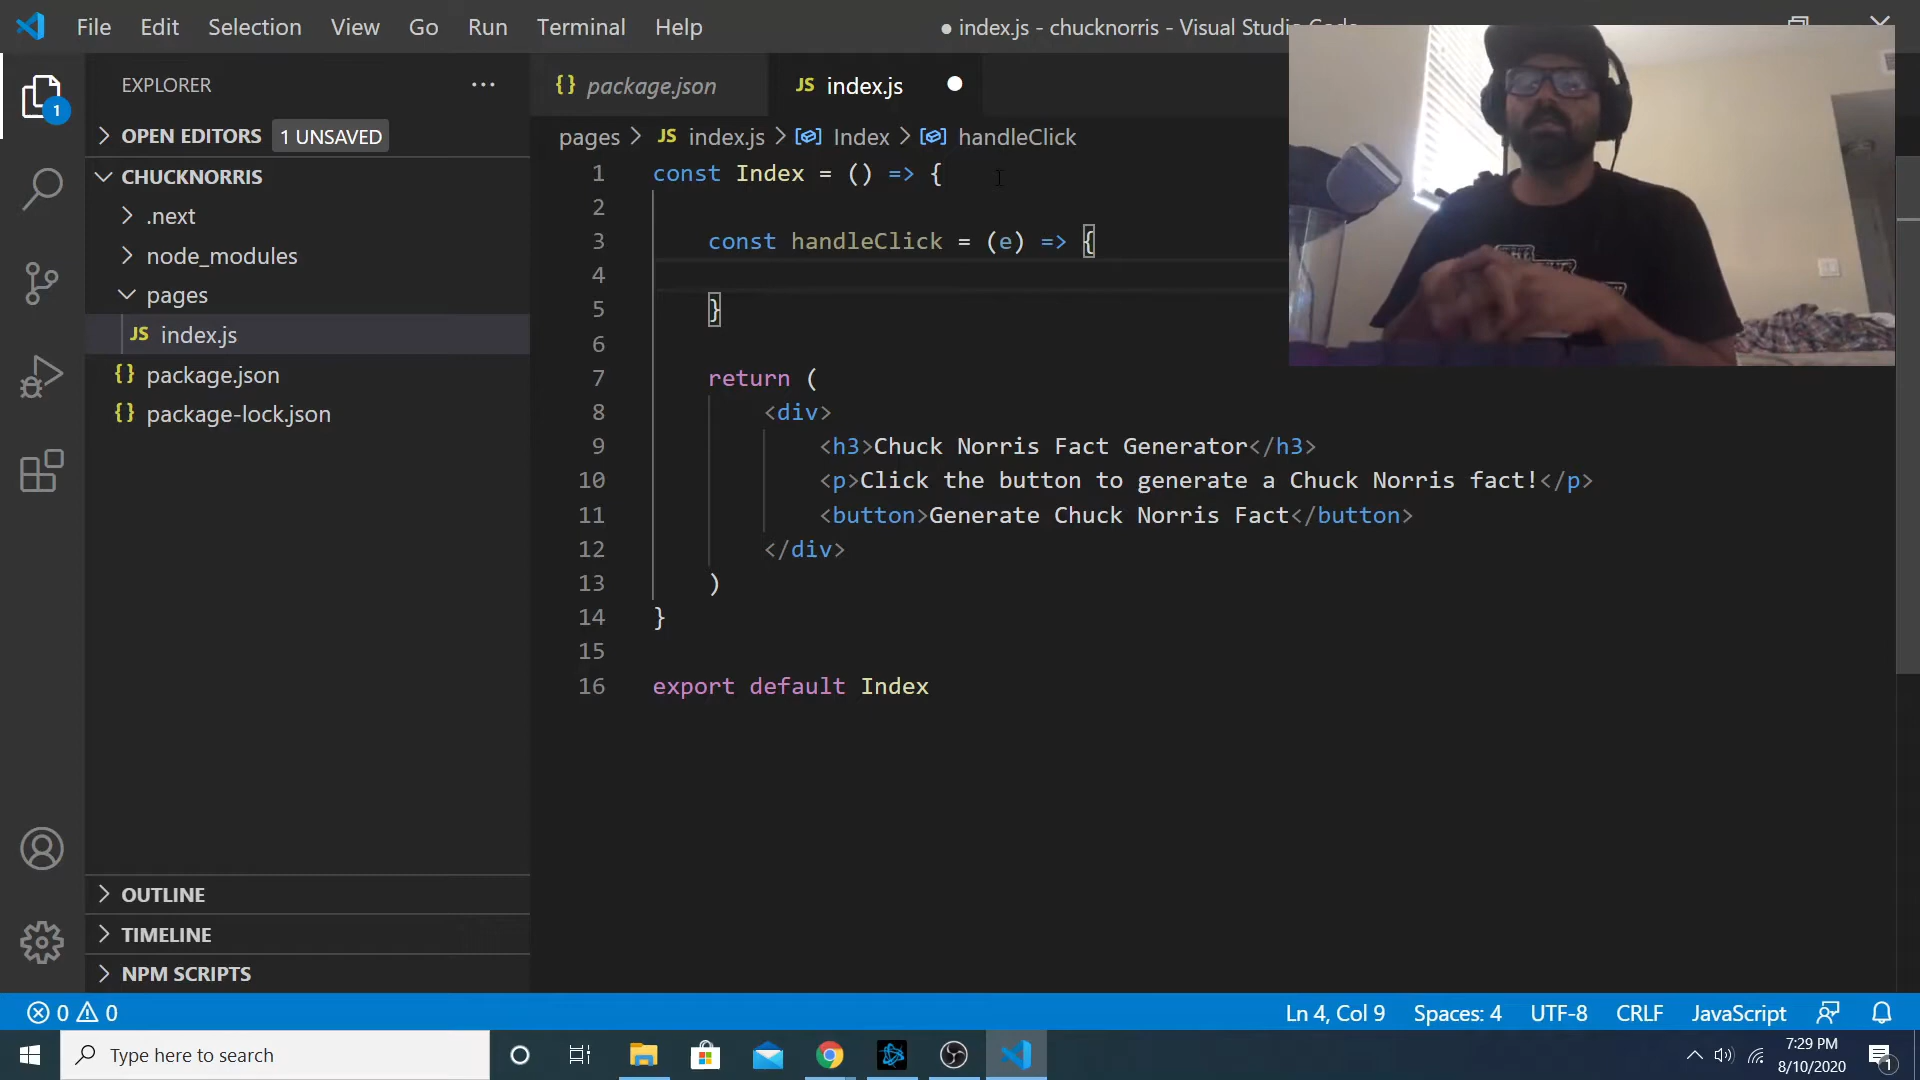 File Edit Selection View Go Run Terminal Help
● index.js - chucknorris - Visual Studio Code
EXPLORER
OPEN EDITORS 1 UNSAVED
CHUCKNORRIS
.next
node_modules
pages
JS index.js
{} package.json
{} package-lock.json
OUTLINE
TIMELINE
NPM SCRIPTS
1
{} package.json JS index.js
pages > JS index.js > Index > handleClick
1 const Index = () => {
2
3 const handleClick = (e) => {
4
5 }
6
7 return (
8 <div>
9 <h3>Chuck Norris Fact Generator</h3>
10 <p>Click the button to generate a Chuck Norris fact!</p>
11 <button>Generate Chuck Norris Fact</button>
12 </div>
13 )
14 }
15
16 export default Index
0 0
Ln 4, Col 9 Spaces: 4 UTF-8 CRLF JavaScript
Type here to search
7:29 PM
8/10/2020
1